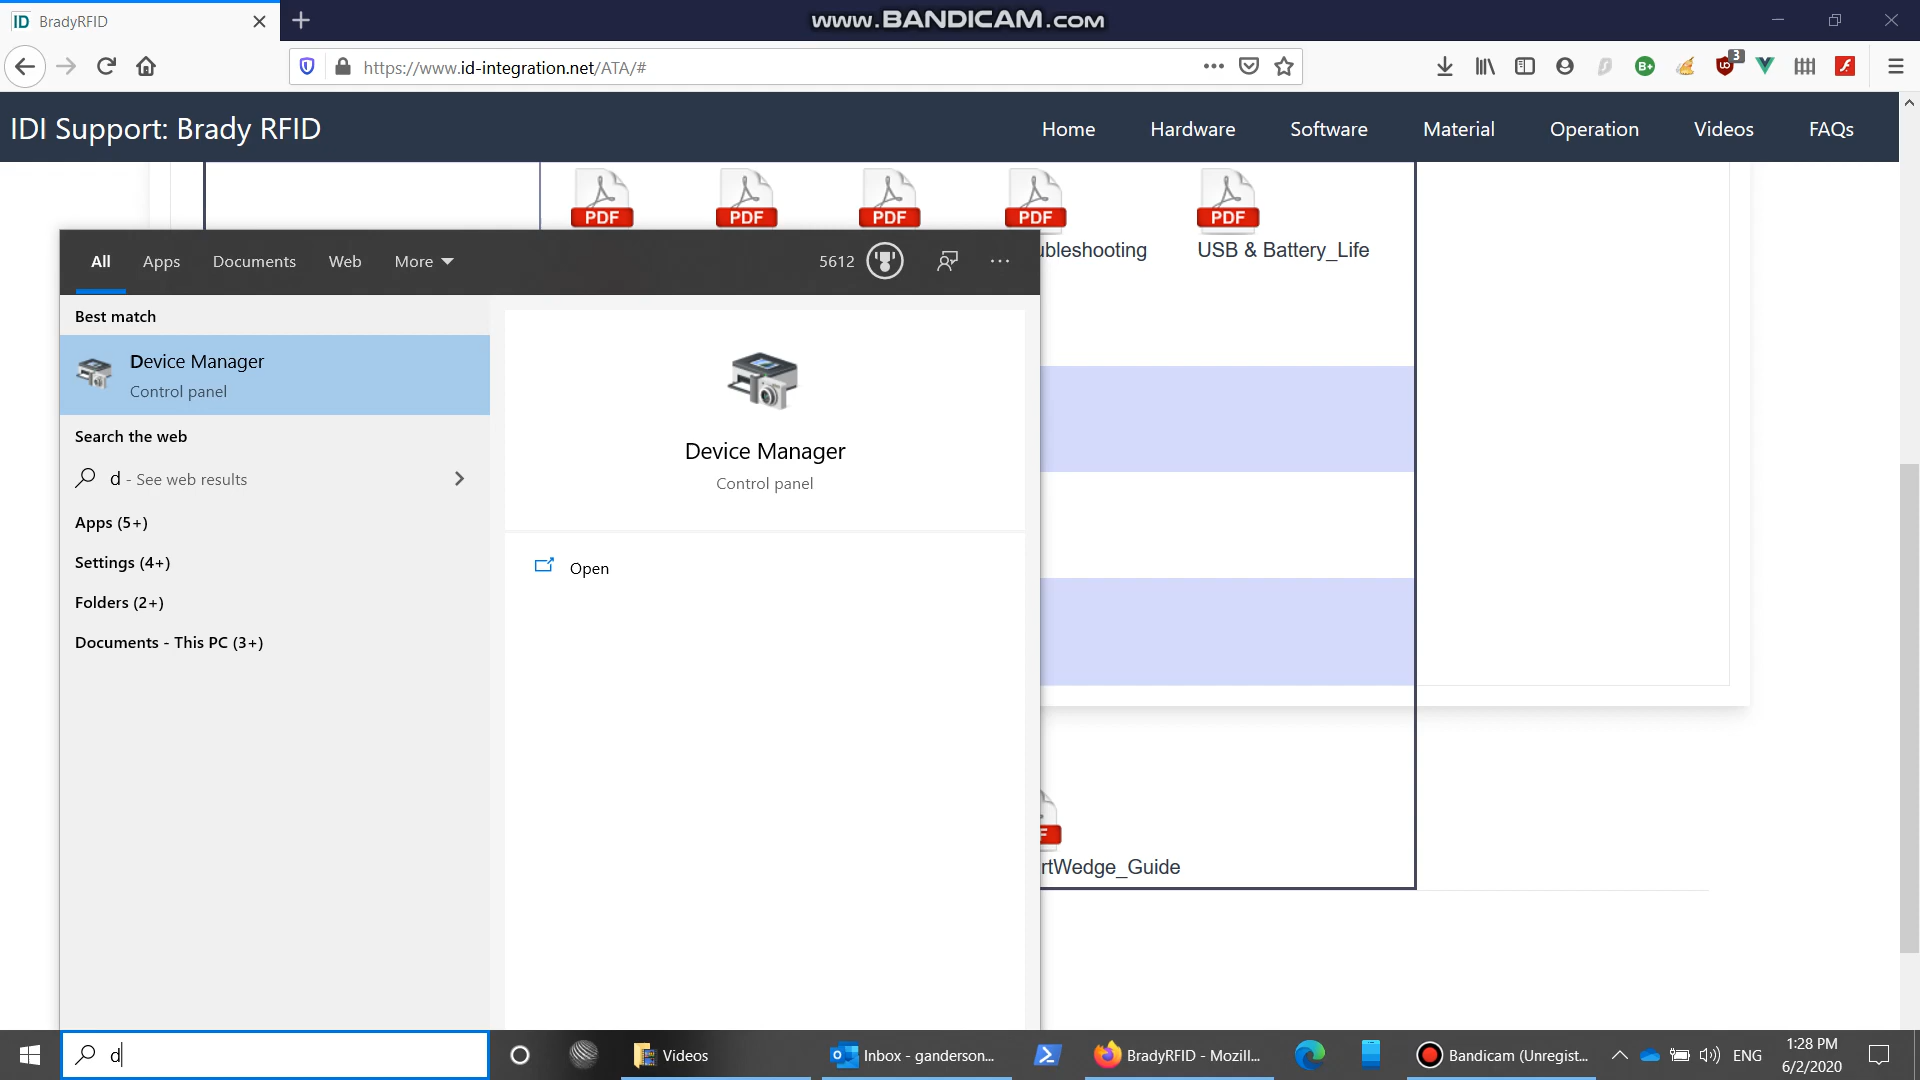 BradyRFID
www.BANDICAM.com
https://www.id-integration.net/ATA/#
3
IDI Support: Brady RFID
Home
Hardware
Software
Material
Operation
Videos
FAQs
PDF
PDF
PDF
PDF
PDF
ubleshooting
USB & Battery_Life
All
Apps
Documents
Web
More
5612
Best match
Device Manager
Control panel
Search the web
d - See web results
Apps (5+)
Settings (4+)
Folders (2+)
Documents - This PC (3+)
Device Manager
Control panel
Open
F
rtWedge_Guide
d
Videos
Inbox - ganderson...
BradyRFID - Mozill...
Bandicam (Unregist...
ENG
1:28 PM
6/2/2020